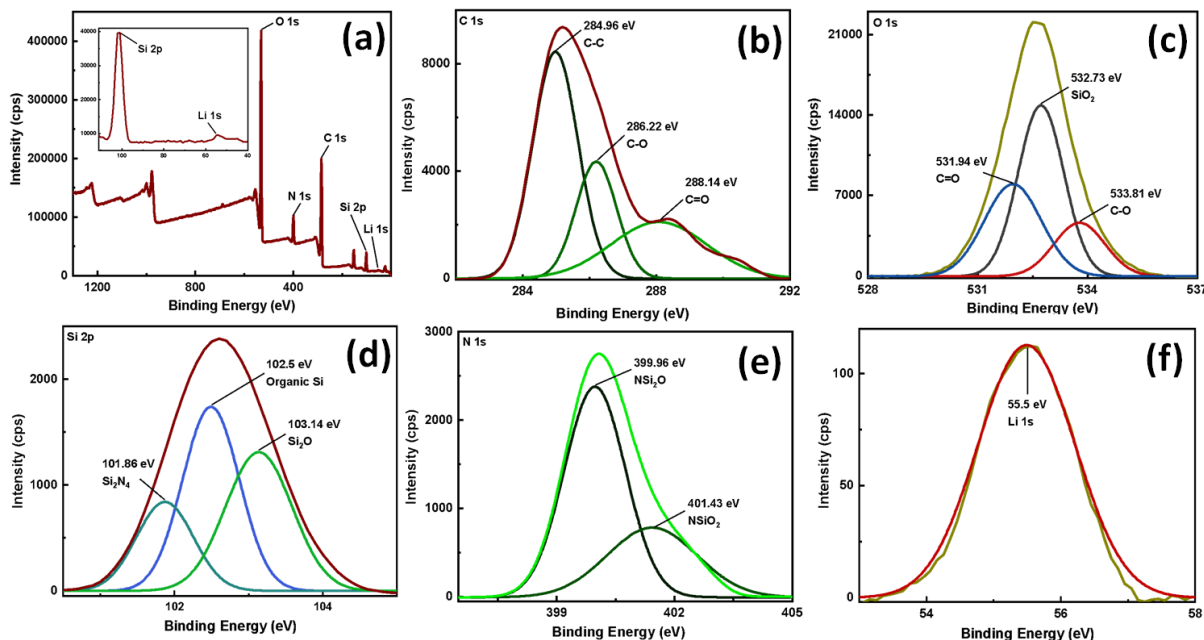 (a)
O 1s
400000
300000
200000
100000
0
Intensity (cps)
1200
800
400
Binding Energy (eV)
40000
30000
20000
10000
100
80
60
40
Si 2p
Li 1s
C 1s
N 1s
Si 2p
Li 1s
(b)
C 1s
284.96 eV
C-C
286.22 eV
C-O
288.14 eV
C=O
8000
4000
0
Intensity (cps)
284
288
292
Binding Energy (eV)
(c)
O 1s
532.73 eV
SiO₂
531.94 eV
C=O
533.81 eV
C-O
21000
14000
7000
0
Intensity (cps)
528
531
534
537
Binding Energy (eV)
(d)
Si 2p
102.5 eV
Organic Si
103.14 eV
Si₂O
101.86 eV
Si₂N₄
2000
1000
0
Intensity (cps)
102
104
Binding Energy (eV)
(e)
N 1s
399.96 eV
NSi₂O
401.43 eV
NSiO₂
3000
2000
1000
0
Intensity (cps)
399
402
405
Binding Energy (eV)
(f)
55.5 eV
Li 1s
100
50
0
Intensity (cps)
54
56
58
Binding Energy (eV)